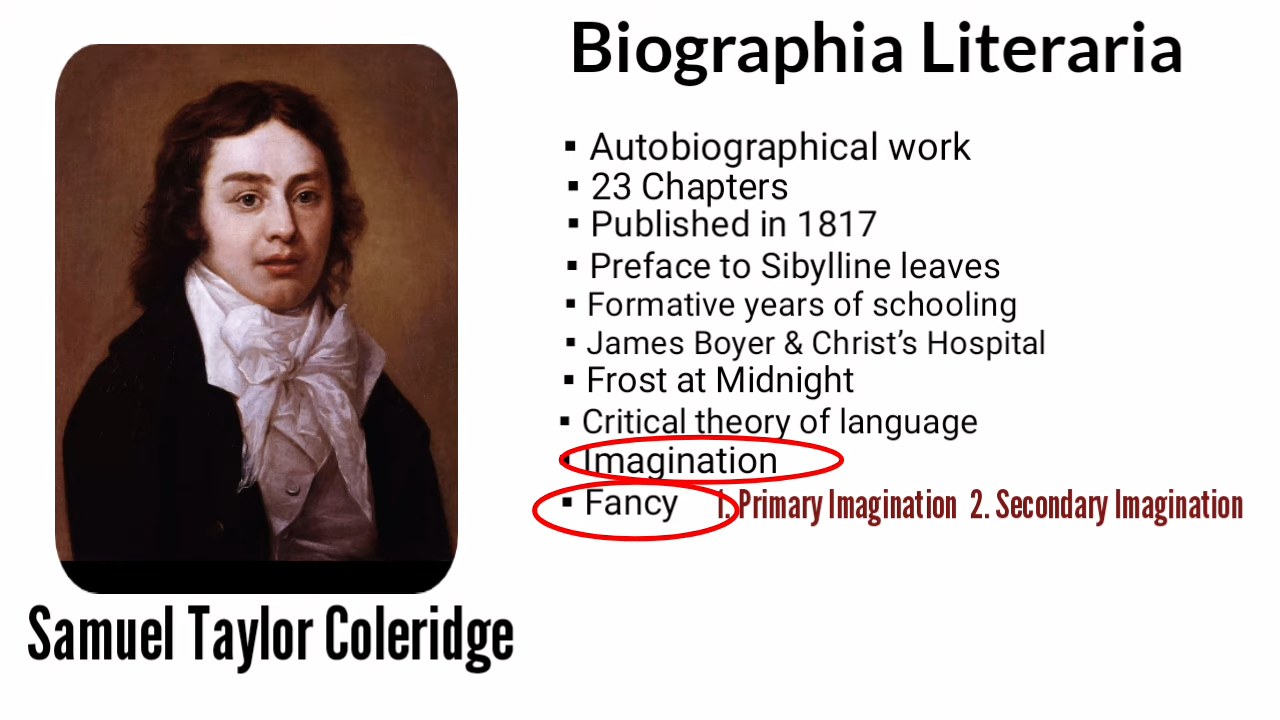 Biographia Literaria
▪ Autobiographical work
▪ 23 Chapters
▪ Published in 1817
▪ Preface to Sibylline leaves
▪ Formative years of schooling
▪ James Boyer & Christ’s Hospital
▪ Frost at Midnight
▪ Critical theory of language
▪ Imagination
▪ Fancy 1. Primary Imagination 2. Secondary Imagination
Samuel Taylor Coleridge